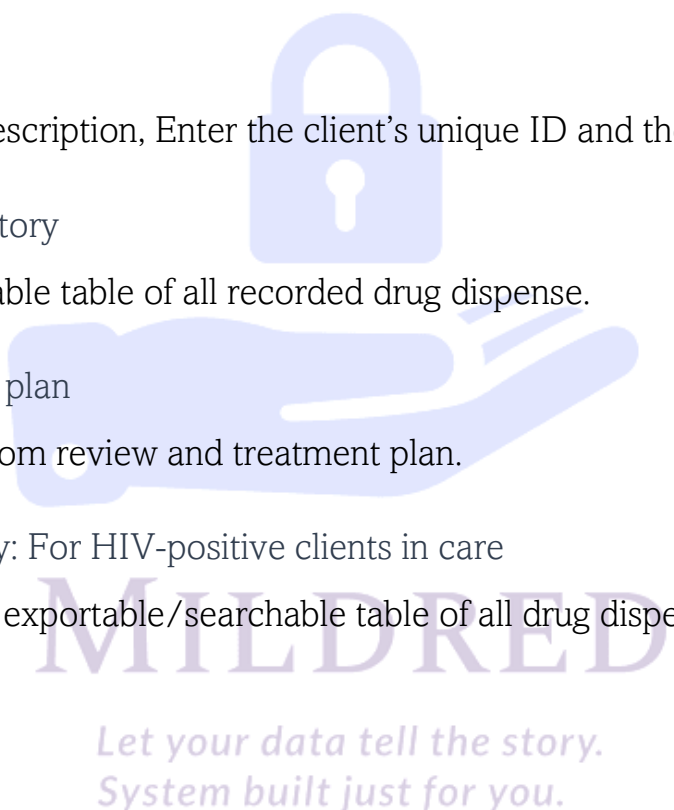 escription, Enter the client's unique ID and the
tory
able table of all recorded drug dispense.
plan
om review and treatment plan.
y: For HIV-positive clients in care
exportable/searchable table of all drug dispe
MILDRED
Let your data tell the story.
System built just for you.